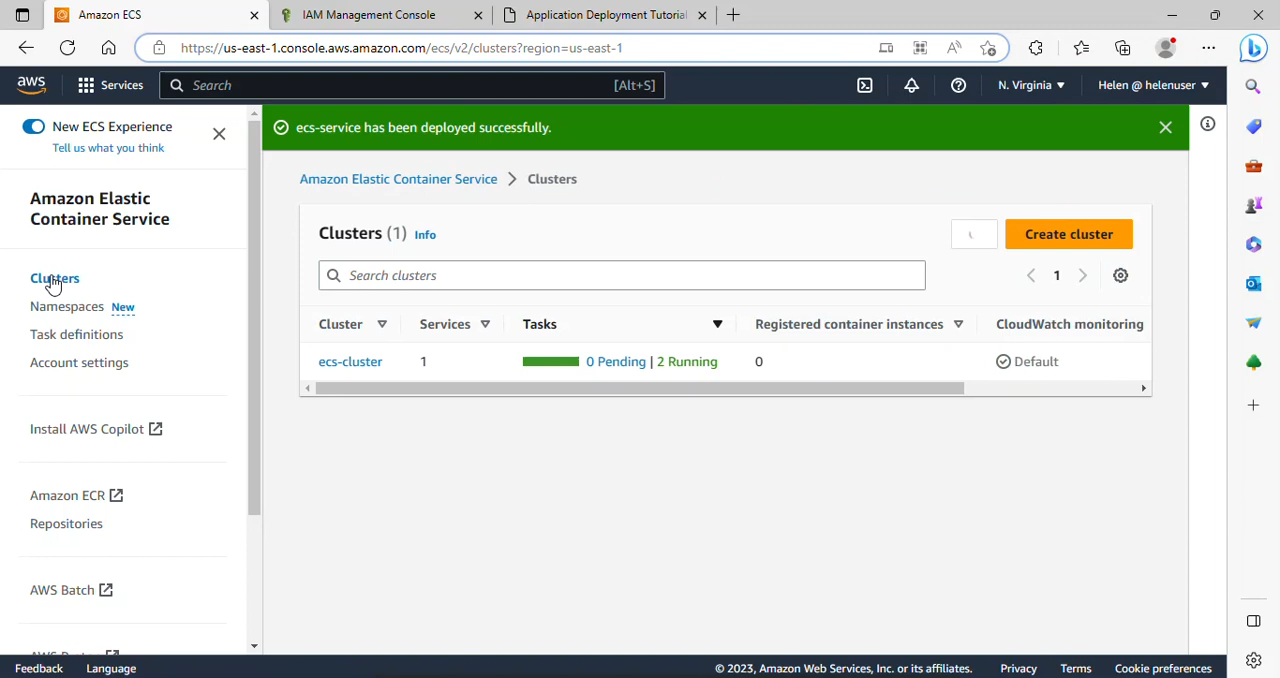 Amazon ECS
IAM Management Console
Application Deployment Tutorial
https://us-east-1.console.aws.amazon.com/ecs/v2/clusters?region=us-east-1
aws
Services
Search
[Alt+S]
N. Virginia
Helen @ helenuser
New ECS Experience
Tell us what you think
Amazon Elastic
Container Service
Clusters
Namespaces New
Task definitions
Account settings
Install AWS Copilot
Amazon ECR
Repositories
AWS Batch
ecs-service has been deployed successfully.
Amazon Elastic Container Service > Clusters
Clusters (1) Info
Create cluster
Search clusters
1
Cluster Services Tasks Registered container instances CloudWatch monitoring
ecs-cluster 1 0 Pending | 2 Running 0 Default
Feedback Language © 2023, Amazon Web Services, Inc. or its affiliates. Privacy Terms Cookie preferences